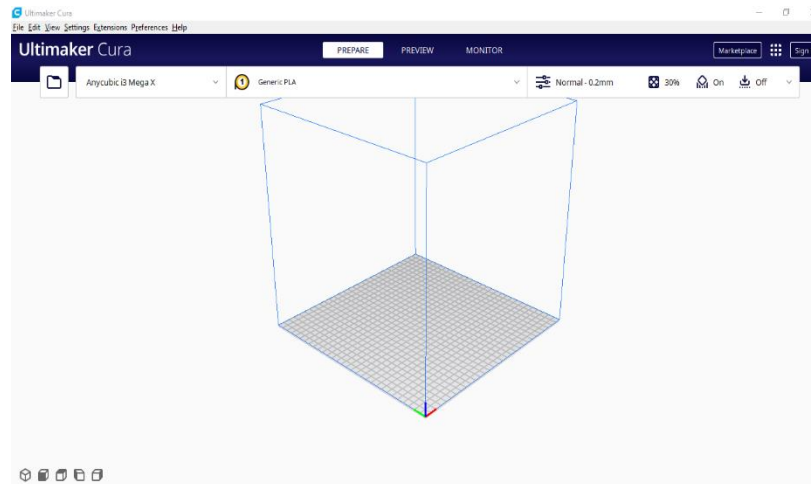 Ultimaker Cura
File Edit View Settings Extensions Preferences Help
Ultimaker Cura PREPARE PREVIEW MONITOR Marketplace Sign
Anycubic i3 Mega X 1 Generic PLA Normal - 0.2mm 30% On Off